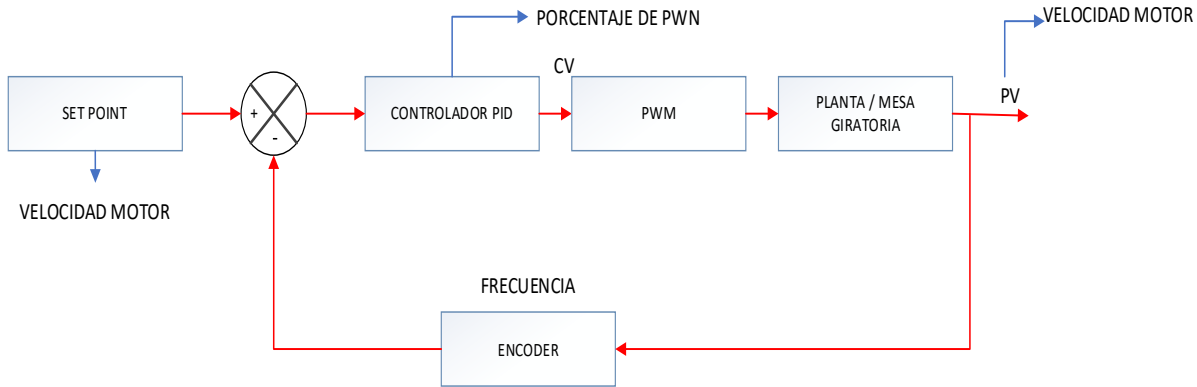 PORCENTAJE DE PWN
VELOCIDAD MOTOR
CV
PV
SET POINT
+
-
CONTROLADOR PID
PWM
PLANTA / MESA
GIRATORIA
VELOCIDAD MOTOR
FRECUENCIA
ENCODER